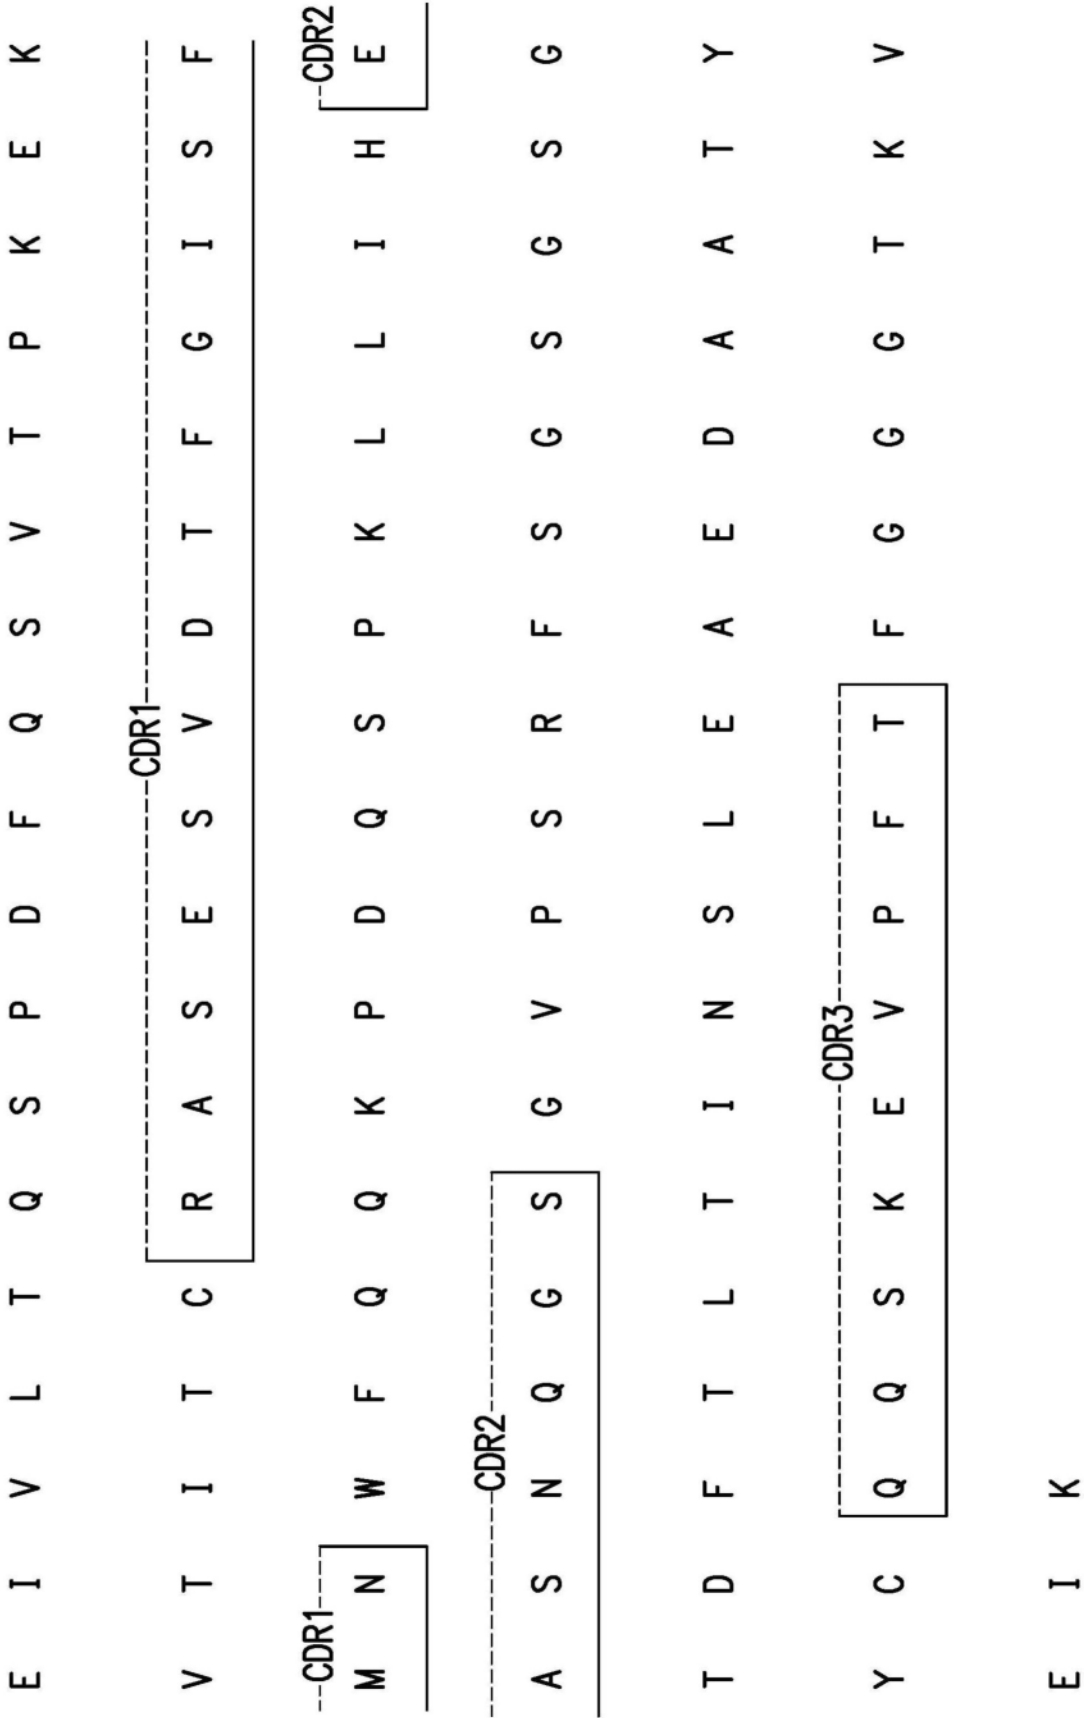 E I V L T Q S P D F Q S V T P K E K
CDR1
V T I T C R A S E S V D T F G I S F
CDR1 CDR2
M N W F Q Q K P D Q S P K L L I H E
CDR2
A S N Q G S G V P S R F S G S G S G
T D F T L T I N S L E A E D A A T Y
CDR3
Y C Q Q S K E V P F T F G G G T K V
E I K